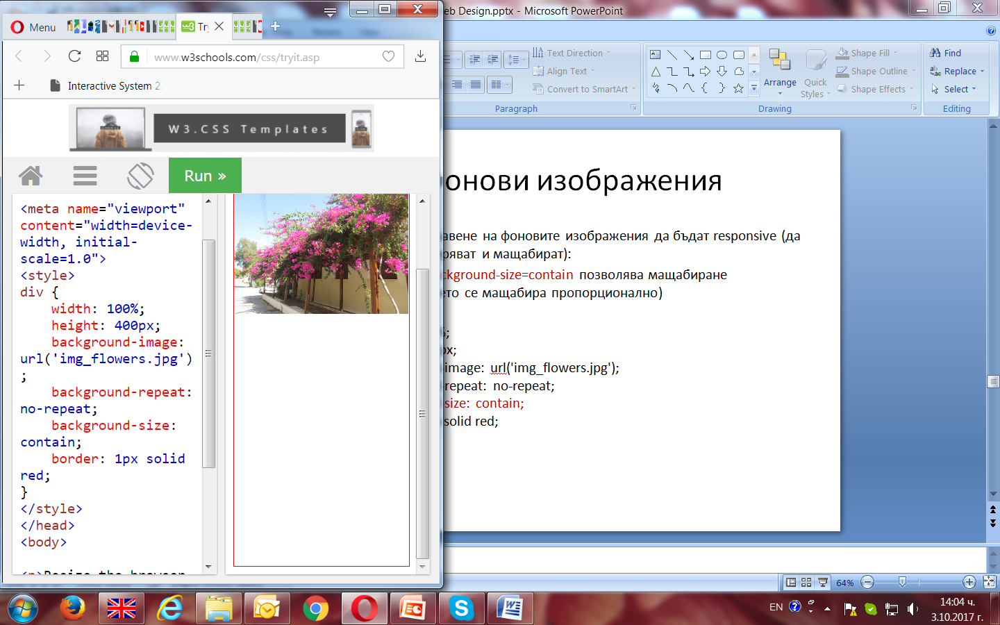 eb Design.pptx - Microsoft PowerPoint
Menu
Tr
www.w3schools.com/css/tryit.asp
Interactive System 2
W3.CSS Templates
Run »
<meta name="viewport"
content="width=device-
width, initial-
scale=1.0">
<style>
div {
width: 100%;
height: 400px;
background-image:
url('img_flowers.jpg')
;
background-repeat:
no-repeat;
background-size:
contain;
border: 1px solid
red;
}
</style>
</head>
<body>
<p>Resize the browser
Text Direction
Align Text
Convert to SmartArt
Paragraph
Arrange
Quick
Styles
Shape Fill
Shape Outline
Shape Effects
Drawing
Find
Replace
Select
Editing
онови изображения
авене на фоновите изображения да бъдат responsive (да
ряват и мащабират):
ckground-size=contain позволява мащабиране
ето се мащабира пропорционално)
%;
px;
-image: url('img_flowers.jpg');
-repeat: no-repeat;
-size: contain;
solid red;
64%
EN
14:04 ч.
3.10.2017 г.